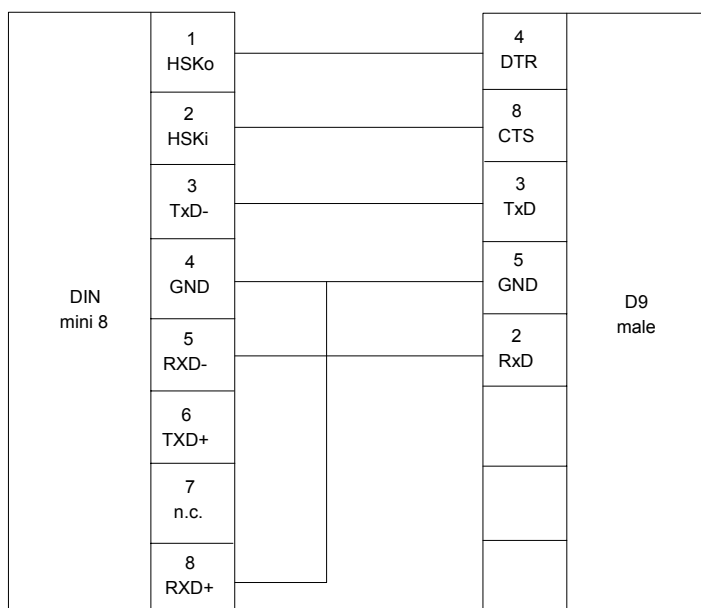 DIN
mini 8
1
HSKo
2
HSKi
3
TxD-
4
GND
5
RXD-
6
TXD+
7
n.c.
8
RXD+
4
DTR
8
CTS
3
TxD
5
GND
2
RxD
D9
male